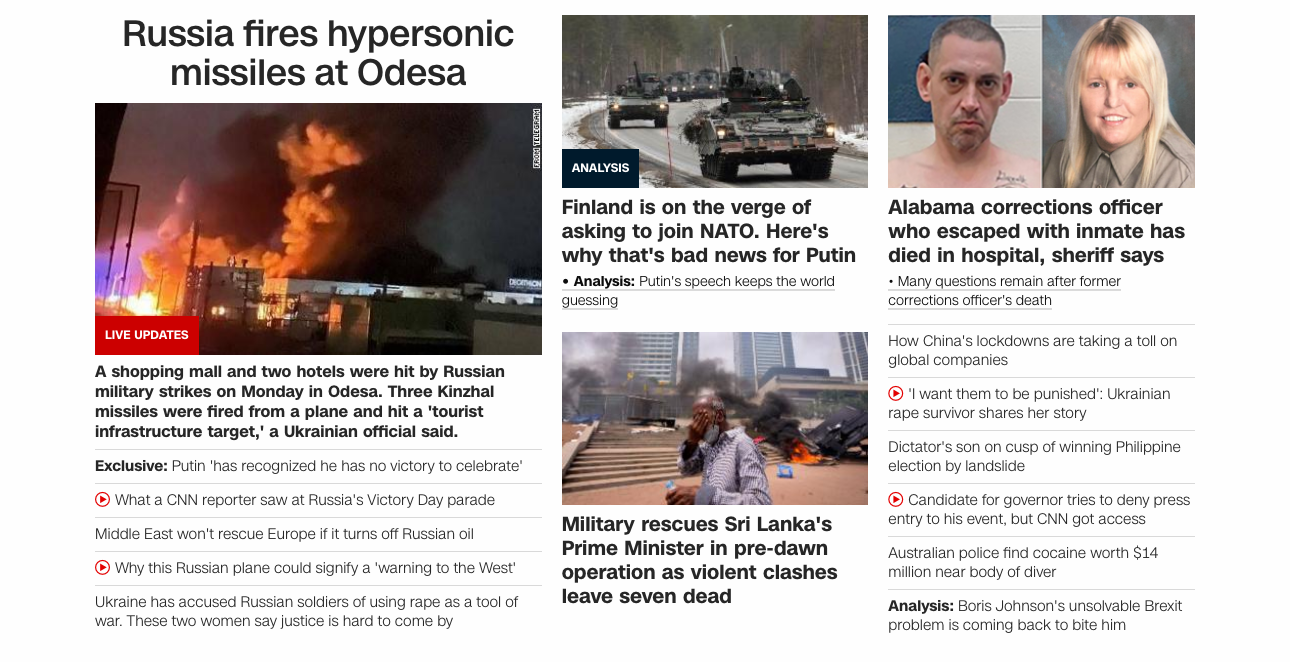 Russia fires hypersonic
missiles at Odesa
FROM TELEGRAM
DECATHLON
LIVE UPDATES
A shopping mall and two hotels were hit by Russian
military strikes on Monday in Odesa. Three Kinzhal
missiles were fired from a plane and hit a 'tourist
infrastructure target,' a Ukrainian official said.
Exclusive: Putin 'has recognized he has no victory to celebrate'
What a CNN reporter saw at Russia's Victory Day parade
Middle East won't rescue Europe if it turns off Russian oil
Why this Russian plane could signify a 'warning to the West'
Ukraine has accused Russian soldiers of using rape as a tool of
war. These two women say justice is hard to come by
ANALYSIS
Finland is on the verge of
asking to join NATO. Here's
why that's bad news for Putin
• Analysis: Putin's speech keeps the world
guessing
Military rescues Sri Lanka's
Prime Minister in pre-dawn
operation as violent clashes
leave seven dead
Alabama corrections officer
who escaped with inmate has
died in hospital, sheriff says
• Many questions remain after former
corrections officer's death
How China's lockdowns are taking a toll on
global companies
'I want them to be punished': Ukrainian
rape survivor shares her story
Dictator's son on cusp of winning Philippine
election by landslide
Candidate for governor tries to deny press
entry to his event, but CNN got access
Australian police find cocaine worth $14
million near body of diver
Analysis: Boris Johnson's unsolvable Brexit
problem is coming back to bite him